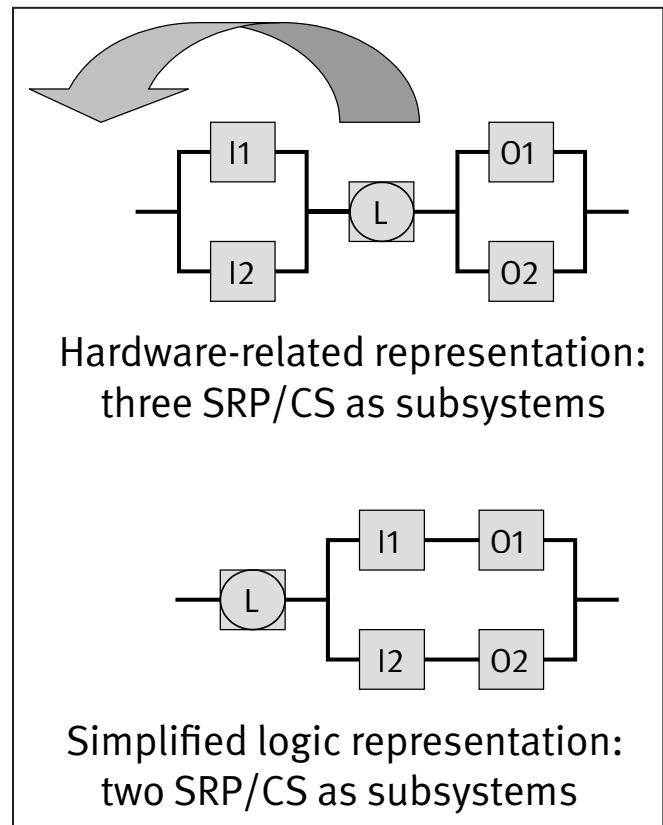 I1 O1
L
I2 O2
Hardware-related representation:
three SRP/CS as subsystems
I1 O1
L
I2 O2
Simplified logic representation:
two SRP/CS as subsystems